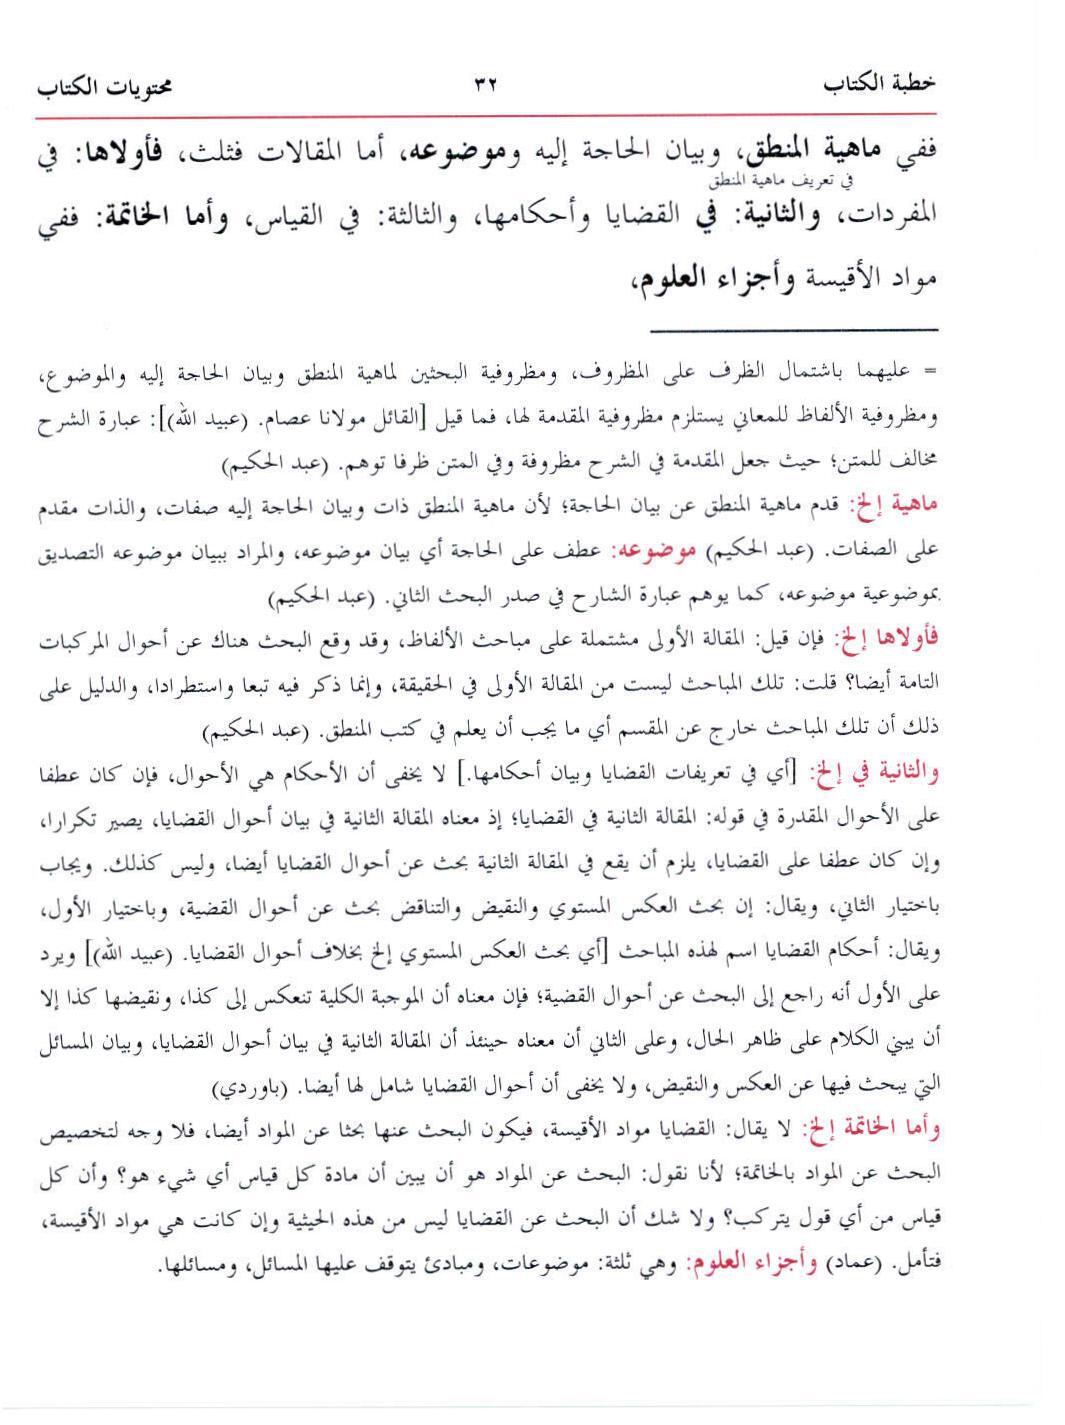 خطبة الكتاب ٣٢ محتويات الكتاب
ففي ماهية المنطق، وبيان الحاجة إليه وموضوعه، أما المقالات فثلث، فأولاها: في
في تعريف ماهية المنطق
المفردات، والثانية: في القضايا وأحكامها، والثالثة: في القياس، وأما الخاتمة: ففي
مواد الأقيسة وأجزاء العلوم،
= عليهما باشتمال الظرف على المظروف، ومظروفية البحثين لماهية المنطق وبيان الحاجة إليه والموضوع،
ومظروفية الألفاظ للمعاني يستلزم مظروفية المقدمة لها، فما قيل [القائل مولانا عصام. (عبيد الله)]: عبارة الشرح
مخالف للمتن؛ حيث جعل المقدمة في الشرح مظروفة وفي المتن ظرفا توهم. (عبد الحكيم)
ماهية إلخ: قدم ماهية المنطق عن بيان الحاجة؛ لأن ماهية المنطق ذات وبيان الحاجة إليه صفات، والذات مقدم
على الصفات. (عبد الحكيم) موضوعه: عطف على الحاجة أي بيان موضوعه، والمراد ببيان موضوعه التصديق
بموضوعية موضوعه، كما يوهم عبارة الشارح في صدر البحث الثاني. (عبد الحكيم)
فأولاها إلخ: فإن قيل: المقالة الأولى مشتملة على مباحث الألفاظ، وقد وقع البحث هناك عن أحوال المركبات
التامة أيضا؟ قلت: تلك المباحث ليست من المقالة الأولى في الحقيقة، وإنما ذكر فيه تبعا واستطرادا، والدليل على
ذلك أن تلك المباحث خارج عن المقسم أي ما يجب أن يعلم في كتب المنطق. (عبد الحكيم)
والثانية في إلخ: [أي في تعريفات القضايا وبيان أحكامها.] لا يخفى أن الأحكام هي الأحوال، فإن كان عطفا
على الأحوال المقدرة في قوله: المقالة الثانية في القضايا؛ إذ معناه المقالة الثانية في بيان أحوال القضايا، يصير تكرارا،
وإن كان عطفا على القضايا، يلزم أن يقع في المقالة الثانية بحث عن أحوال القضايا أيضا، وليس كذلك. ويجاب
باختيار الثاني، ويقال: إن بحث العكس المستوي والنقيض والتناقض بحث عن أحوال القضية، وباختيار الأول،
ويقال: أحكام القضايا اسم لهذه المباحث [أي بحث العكس المستوي إلخ بخلاف أحوال القضايا. (عبيد الله)] ويرد
على الأول أنه راجع إلى البحث عن أحوال القضية؛ فإن معناه أن الموجبة الكلية تنعكس إلى كذا، ونقيضها كذا إلا
أن يبني الكلام على ظاهر الحال، وعلى الثاني أن معناه حينئذ أن المقالة الثانية في بيان أحوال القضايا، وبيان المسائل
التي يبحث فيها عن العكس والنقيض، ولا يخفى أن أحوال القضايا شامل لها أيضا. (باوردي)
وأما الخاتمة إلخ: لا يقال: القضايا مواد الأقيسة، فيكون البحث عنها بحثا عن المواد أيضا، فلا وجه لتخصيص
البحث عن المواد بالخاتمة؛ لأنا نقول: البحث عن المواد هو أن يبين أن مادة كل قياس أي شيء هو؟ وأن كل
قياس من أي قول يتركب؟ ولا شك أن البحث عن القضايا ليس من هذه الحيثية وإن كانت هي مواد الأقيسة،
فتأمل. (عماد) وأجزاء العلوم: وهي ثلثة: موضوعات، ومبادئ يتوقف عليها المسائل، ومسائلها.